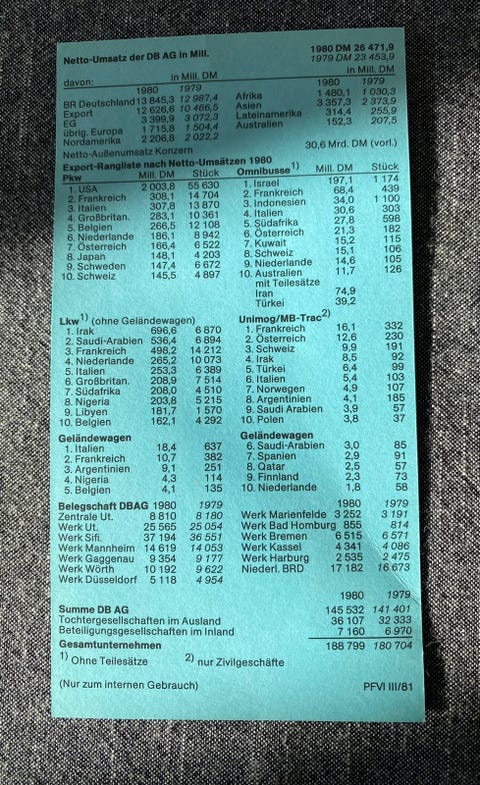 Netto-Umsatz der DB AG in Mill. 1980 DM 26 471,9
1979 DM 23 453,9
davon: in Mill. DM in Mill. DM
1980 1979 1980 1979
BR Deutschland 13 845,3 12 987,4 Afrika 1 480,1 1 030,3
Export 12 626,6 10 466,5 Asien 3 357,3 2 373,9
EG 3 399,9 3 072,3 Lateinamerika 314,4 255,9
übrig. Europa 1 715,8 1 504,4 Australien 152,3 207,5
Nordamerika 2 206,8 2 022,2
Netto-Außenumsatz Konzern 30,6 Mrd. DM (vorl.)
Export-Rangliste nach Netto-Umsätzen 1980
Pkw Mill. DM Stück
1. USA 2 003,8 55 630
2. Frankreich 308,1 14 704
3. Italien 307,8 13 870
4. Großbritan. 283,1 10 361
5. Belgien 266,5 12 108
6. Niederlande 186,1 8 942
7. Österreich 166,4 6 522
8. Japan 148,1 4 203
9. Schweden 147,4 6 672
10. Schweiz 145,5 4 897
Omnibusse1) Mill. DM Stück
1. Israel 197,1 1 174
2. Frankreich 68,4 439
3. Indonesien 34,0 1 100
4. Italien 30,6 303
5. Südafrika 27,8 598
6. Österreich 21,3 182
7. Kuwait 15,2 115
8. Schweiz 15,1 106
9. Niederlande 14,6 105
10. Australien 11,7 126
mit Teilesätze
Iran 74,9
Türkei 39,2
Lkw1) (ohne Geländewagen)
1. Irak 696,6 6 870
2. Saudi-Arabien 536,4 6 894
3. Frankreich 498,2 14 212
4. Niederlande 265,2 10 073
5. Italien 253,3 6 389
6. Großbritan. 208,9 7 514
7. Südafrika 208,0 4 510
8. Nigeria 203,8 5 215
9. Libyen 181,7 1 570
10. Belgien 162,1 4 292
Unimog/MB-Trac2)
1. Frankreich 16,1 332
2. Österreich 12,6 230
3. Schweiz 9,9 191
4. Irak 8,5 92
5. Türkei 6,4 99
6. Italien 5,4 103
7. Norwegen 4,9 107
8. Argentinien 4,1 185
9. Saudi Arabien 3,9 57
10. Polen 3,8 37
Geländewagen
1. Italien 18,4 637
2. Frankreich 10,7 382
3. Argentinien 9,1 251
4. Nigeria 4,3 114
5. Belgien 4,1 135
Geländewagen
6. Saudi-Arabien 3,0 85
7. Spanien 2,9 91
8. Qatar 2,5 57
9. Finnland 2,3 73
10. Niederlande 1,8 58
Belegschaft DBAG 1980 1979
Zentrale Ut. 8 810 8 180
Werk Ut. 25 565 25 054
Werk Sifi. 37 194 36 551
Werk Mannheim 14 619 14 053
Werk Gaggenau 9 354 9 177
Werk Wörth 10 192 9 622
Werk Düsseldorf 5 118 4 954
1980 1979
Werk Marienfelde 3 252 3 191
Werk Bad Homburg 855 814
Werk Bremen 6 515 6 571
Werk Kassel 4 341 4 086
Werk Harburg 2 535 2 475
Niederl. BRD 17 182 16 673
1980 1979
Summe DB AG 145 532 141 401
Tochtergesellschaften im Ausland 36 107 32 333
Beteiligungsgesellschaften im Inland 7 160 6 970
Gesamtunternehmen 188 799 180 704
1) Ohne Teilesätze 2) nur Zivilgeschäfte
(Nur zum internen Gebrauch) PFVI III/81